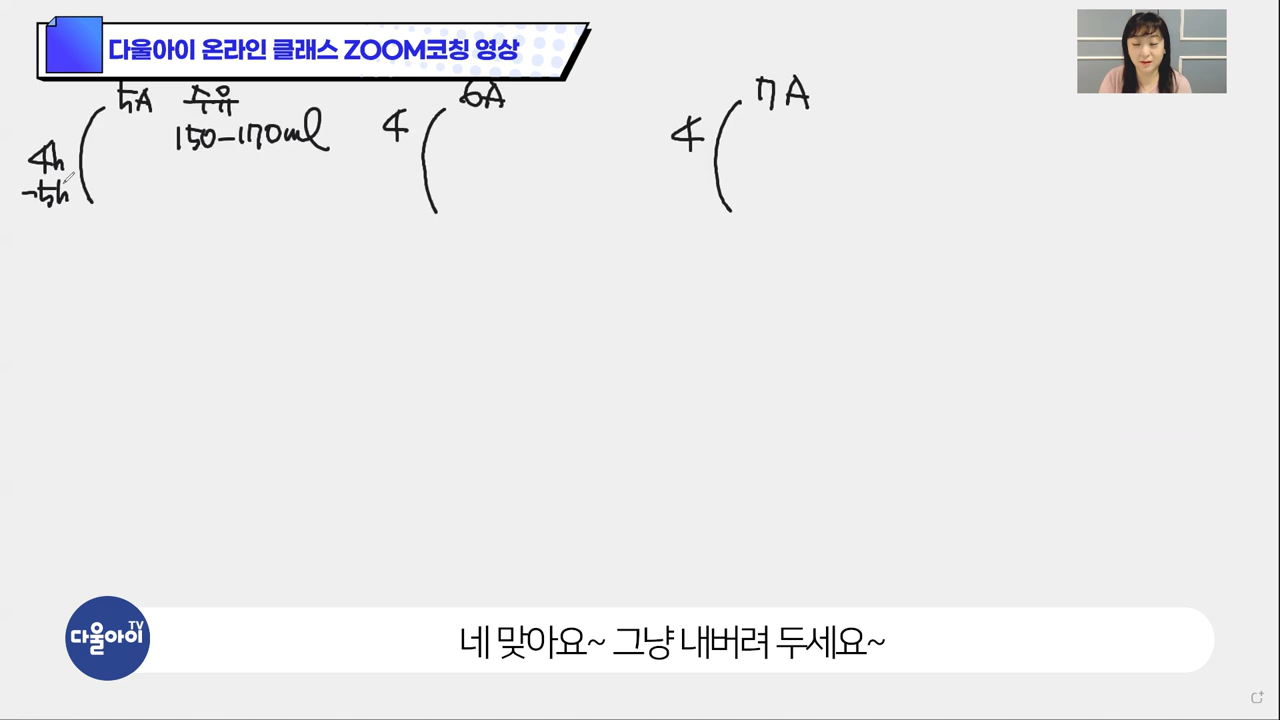 다울아이 온라인 클래스 ZOOM코칭 영상
5A 수유 4 6A 4 7A
150-170ml
4h
~5h
다울아이 TV
네 맞아요~ 그냥 내버려 두세요~